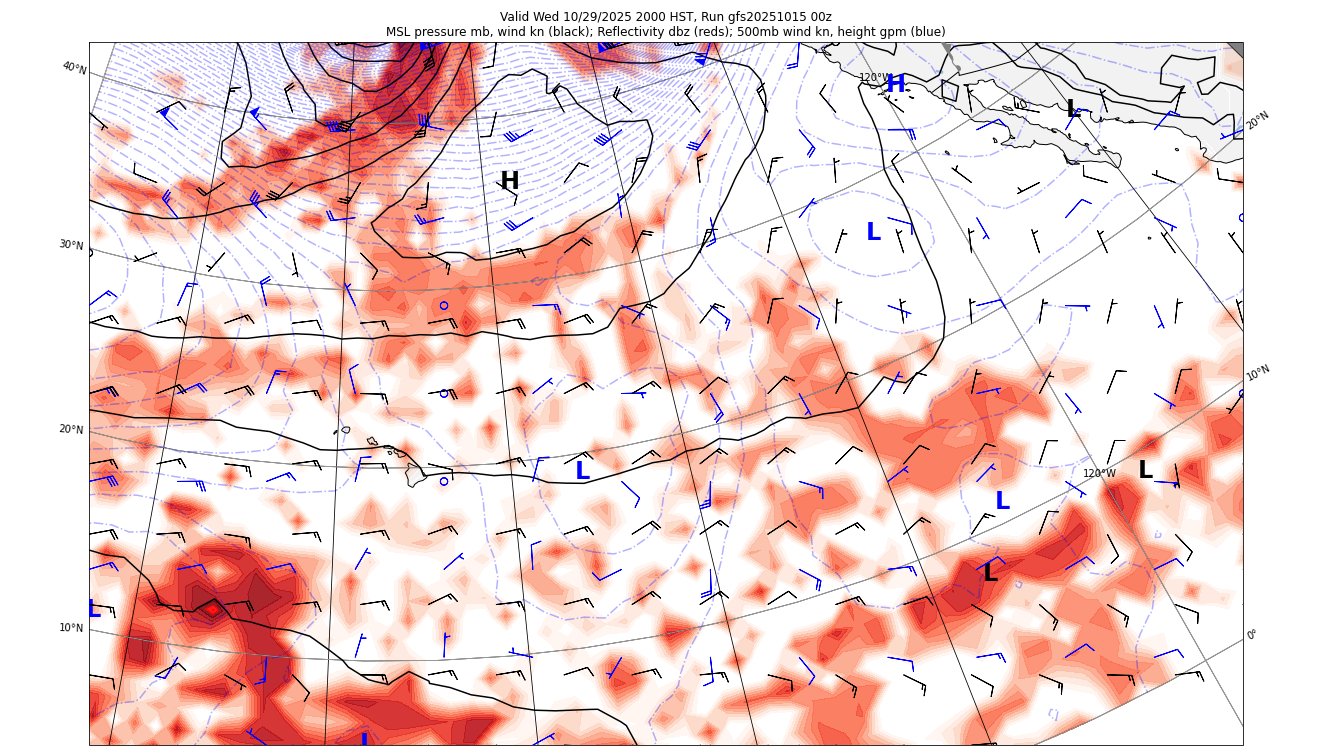 Valid Wed 10/29/2025 2000 HST, Run gfs20251015 00z
MSL pressure mb, wind kn (black); Reflectivity dbz (reds); 500mb wind kn, height gpm (blue)
40°N
120°W
H
L
20°N
H
L
30°N
10°N
20°N
L
120°W
L
L
L
L
10°N
0°
L